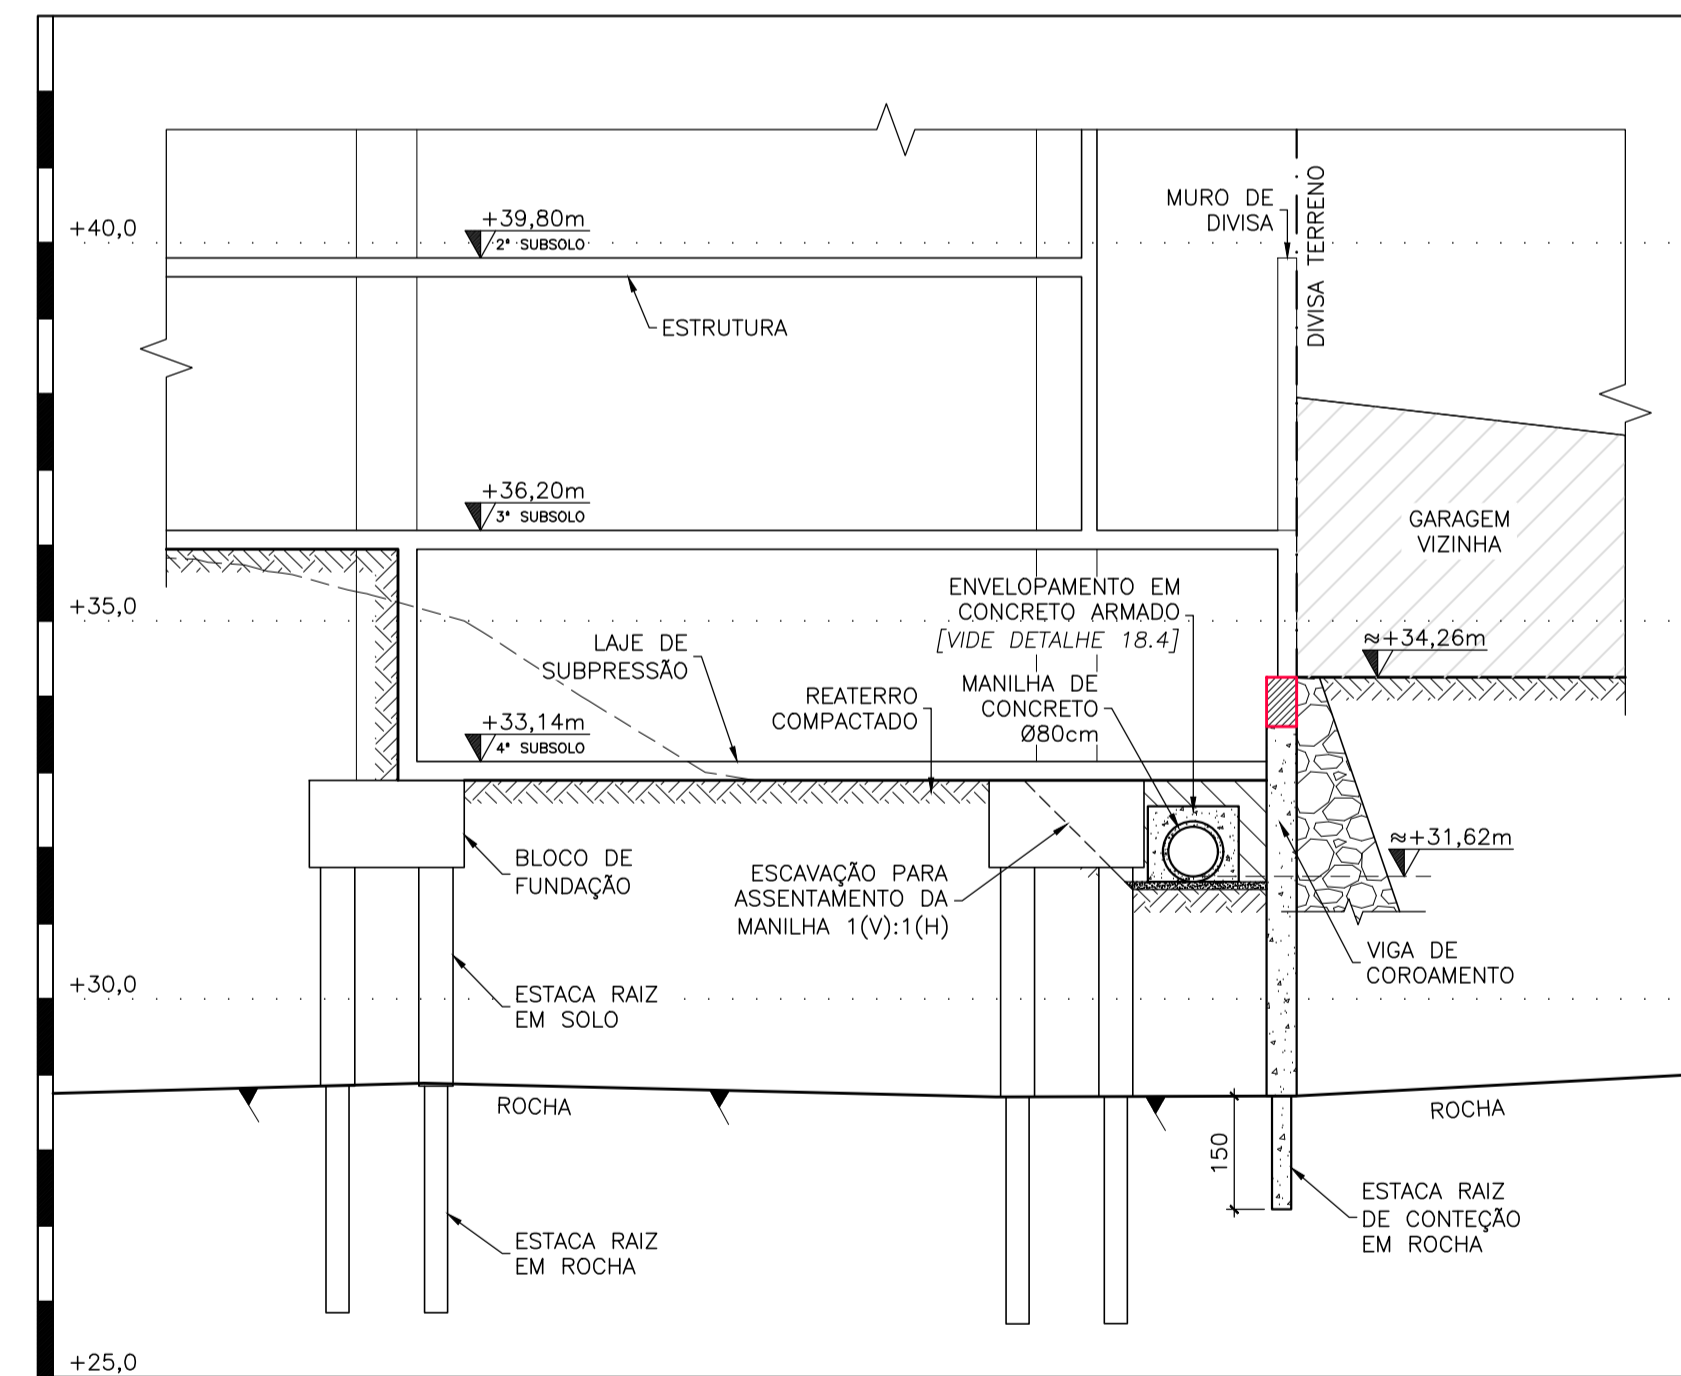 +40,0
+39,80m
2° SUBSOLO
ESTRUTURA
MURO DE
DIVISA
DIVISA TERRENO
+36,20m
3° SUBSOLO
GARAGEM
VIZINHA
+35,0
ENVELOPAMENTO EM
CONCRETO ARMADO
[VIDE DETALHE 18.4]
LAJE DE
SUBPRESSÃO
≈+34,26m
REATERRO
COMPACTADO
MANILHA DE
CONCRETO
Ø80cm
+33,14m
4° SUBSOLO
≈+31,62m
BLOCO DE
FUNDAÇÃO
ESCAVAÇÃO PARA
ASSENTAMENTO DA
MANILHA 1(V):1(H)
VIGA DE
COROAMENTO
+30,0
ESTACA RAIZ
EM SOLO
ROCHA
ROCHA
150
ESTACA RAIZ
DE CONTEÇÃO
EM ROCHA
ESTACA RAIZ
EM ROCHA
+25,0